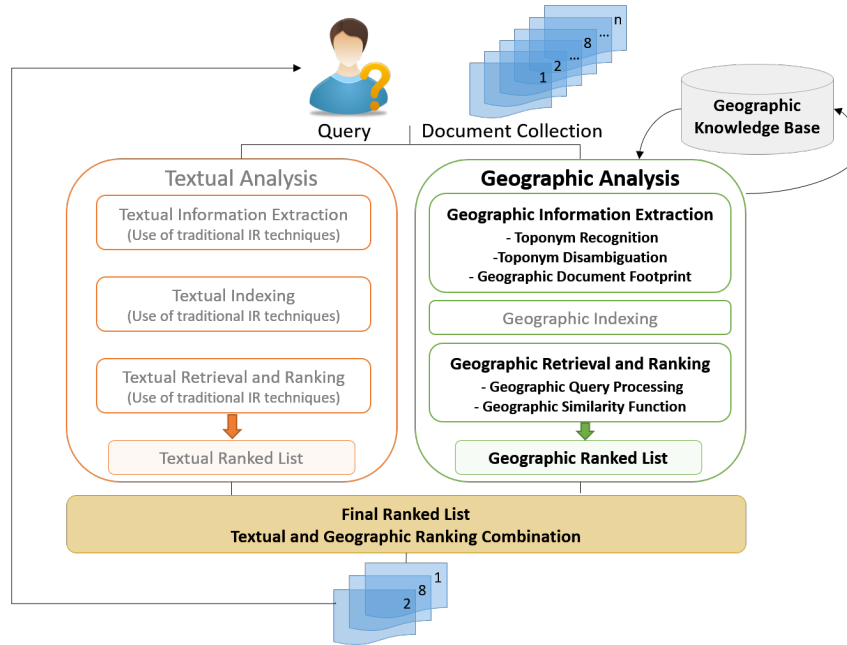 n
...
8
...
2
1
Query
Document Collection
Geographic
Knowledge Base
Textual Analysis
Textual Information Extraction
(Use of traditional IR techniques)
Textual Indexing
(Use of traditional IR techniques)
Textual Retrieval and Ranking
(Use of traditional IR techniques)
Textual Ranked List
Geographic Analysis
Geographic Information Extraction
- Toponym Recognition
-Toponym Disambiguation
- Geographic Document Footprint
Geographic Indexing
Geographic Retrieval and Ranking
- Geographic Query Processing
- Geographic Similarity Function
Geographic Ranked List
Final Ranked List
Textual and Geographic Ranking Combination
1
8
2